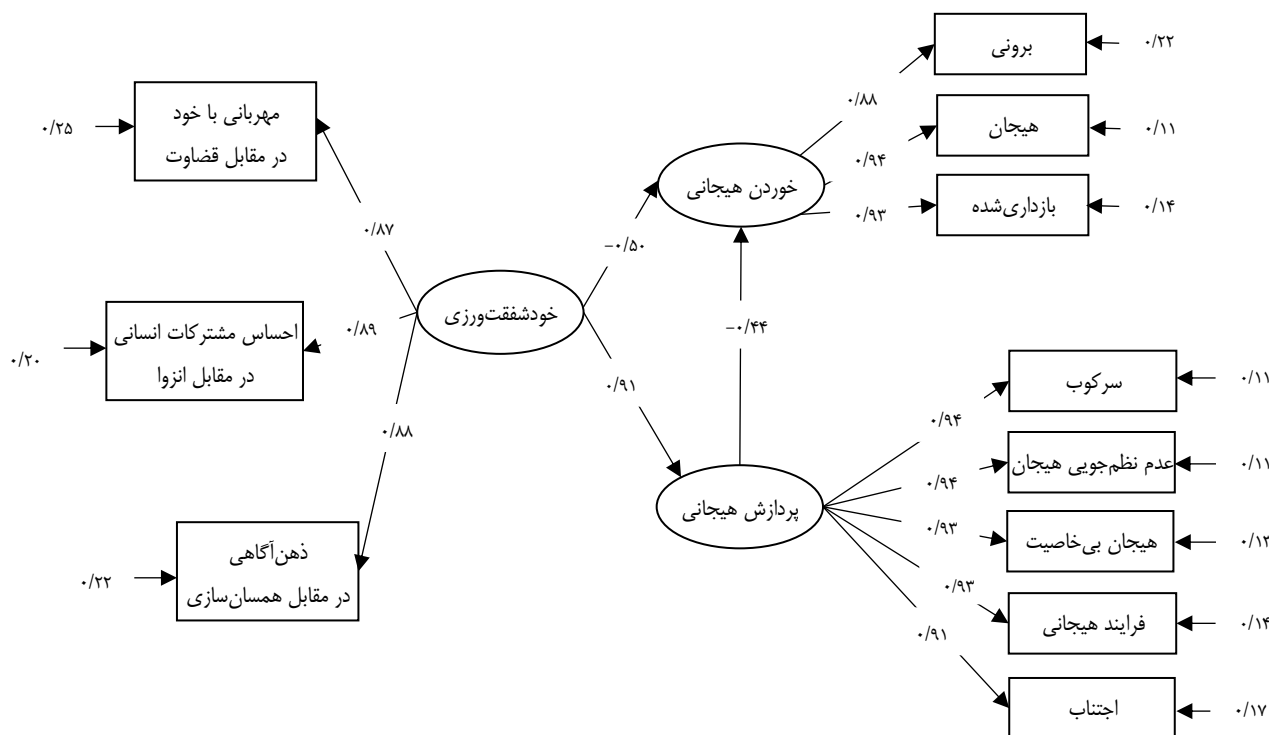 برونی
۰/۲۲
۰/۸۸
هیجان
۰/۱۱
۰/۹۴
بازداری‌شده
۰/۱۴
۰/۹۳
خوردن هیجانی
مهربانی با خود
در مقابل قضاوت
۰/۲۵
۰/۸۷
-۰/۵۰
خودشفقت‌ورزی
احساس مشترکات انسانی
در مقابل انزوا
۰/۲۰
۰/۸۹
-۰/۴۴
۰/۹۱
۰/۸۸
ذهن‌آگاهی
در مقابل همسان‌سازی
۰/۲۲
پردازش هیجانی
سرکوب
۰/۱۱
۰/۹۴
عدم نظم‌جویی هیجان
۰/۱۱
۰/۹۴
هیجان بی‌خاصیت
۰/۱۳
۰/۹۳
فرایند هیجانی
۰/۱۴
۰/۹۳
اجتناب
۰/۱۷
۰/۹۱